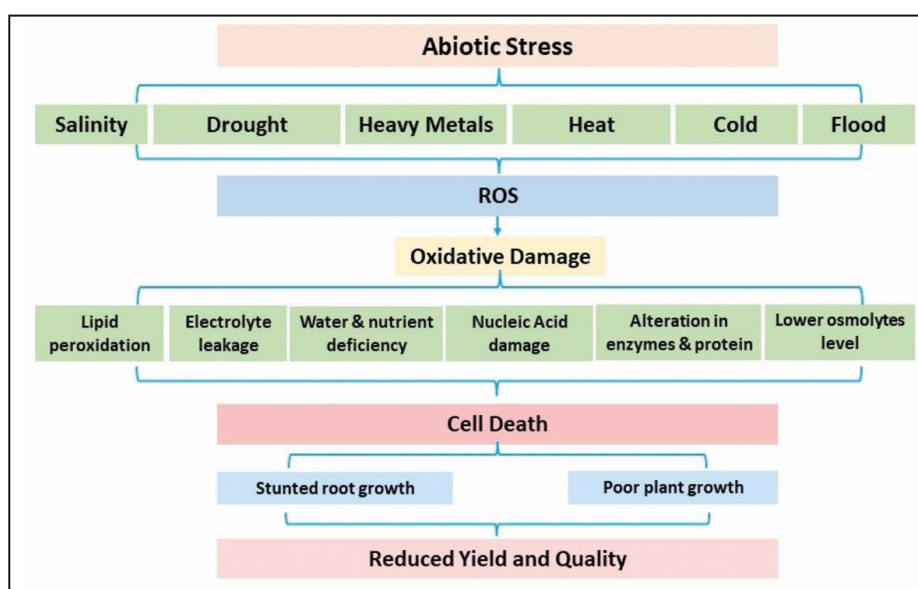 Abiotic Stress
Salinity
Drought
Heavy Metals
Heat
Cold
Flood
ROS
Oxidative Damage
Lipid
peroxidation
Electrolyte
leakage
Water & nutrient
deficiency
Nucleic Acid
damage
Alteration in
enzymes & protein
Lower osmolytes
level
Cell Death
Stunted root growth
Poor plant growth
Reduced Yield and Quality